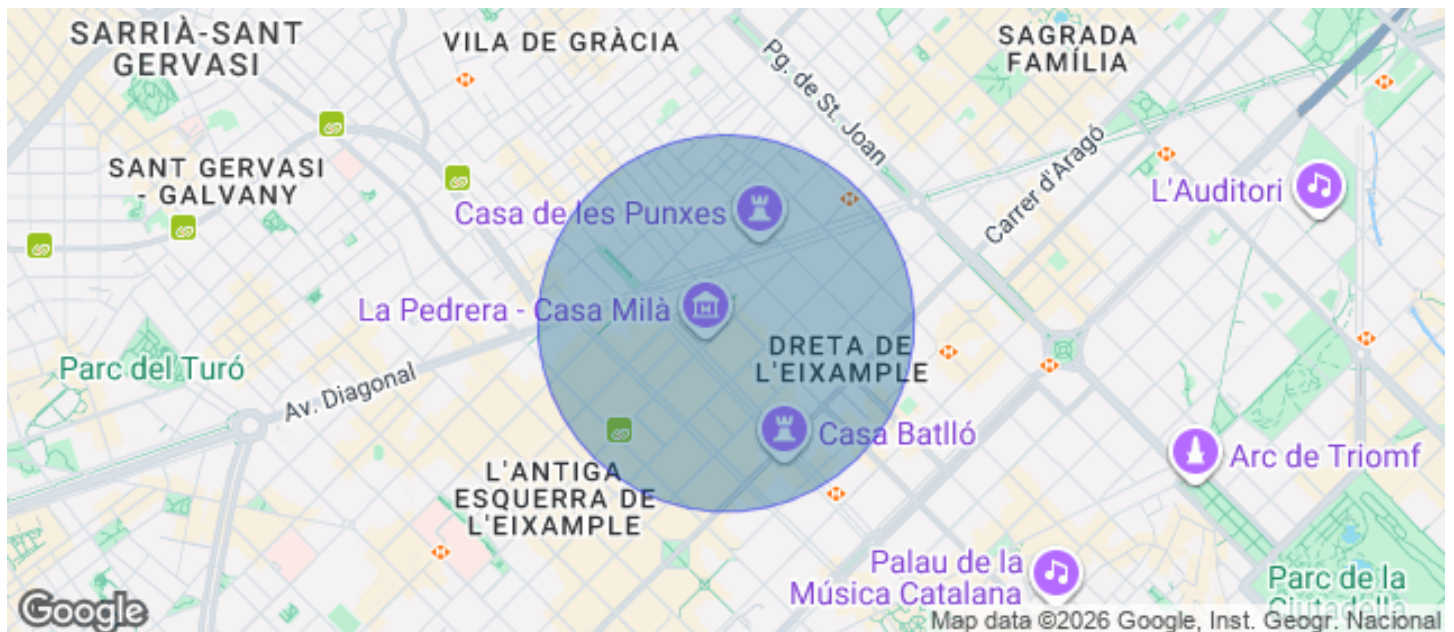 SARRIÀ-SANT
GERVASI
VILA DE GRÀCIA
SAGRADA
FAMÍLIA
Pg. de St. Joan
SANT GERVASI
- GALVANY
Carrer d'Aragó
L'Auditori
Casa de les Punxes
La Pedrera - Casa Milà
DRETA DE
L'EIXAMPLE
Parc del Turó
Av. Diagonal
Casa Batlló
Arc de Triomf
L'ANTIGA
ESQUERRA DE
L'EIXAMPLE
Palau de la
Música Catalana
Parc de la
Ciutadella
Google
Map data ©2026 Google, Inst. Geogr. Nacional